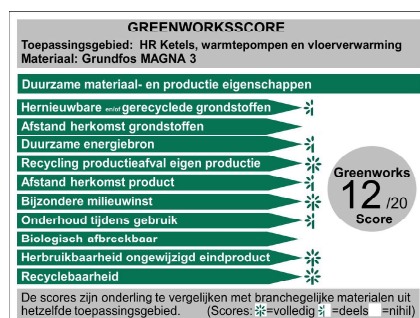 GREENWORKSSCORE
Toepassingsgebied: HR Ketels, warmtepompen en vloerverwarming
Materiaal: Grundfos MAGNA 3
Duurzame materiaal- en productie eigenschappen
Hernieuwbare en/of gerecyclede grondstoffen
Afstand herkomst grondstoffen
Duurzame energiebron
Recycling productieafval eigen productie
Afstand herkomst product
Bijzondere milieuwinst
Onderhoud tijdens gebruik
Biologisch afbreekbaar
Herbruikbaarheid ongewijzigd eindproduct
Recyclebaarheid
Greenworks
12 /20
Score
De scores zijn onderling te vergelijken met branchegelijke materialen uit
hetzelfde toepassingsgebied. (Scores: =volledig =deels =nihil)